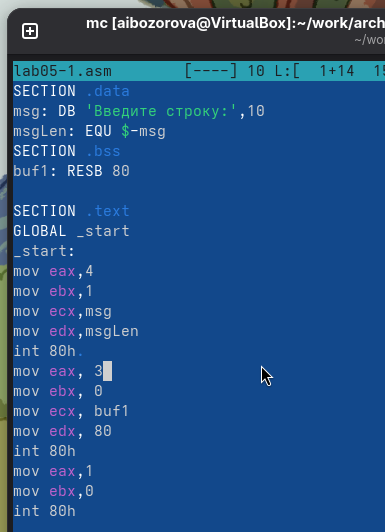 mc [aibozorova@VirtualBox]:~/work/arch
~/wor
lab05-1.asm [----] 10 L:[ 1+14 15
SECTION .data
msg: DB 'Введите строку:',10
msgLen: EQU $-msg
SECTION .bss
buf1: RESB 80
SECTION .text
GLOBAL _start
_start:
mov eax,4
mov ebx,1
mov ecx,msg
mov edx,msgLen
int 80h.
mov eax, 3
mov ebx, 0
mov ecx, buf1
mov edx, 80
int 80h
mov eax,1
mov ebx,0
int 80h